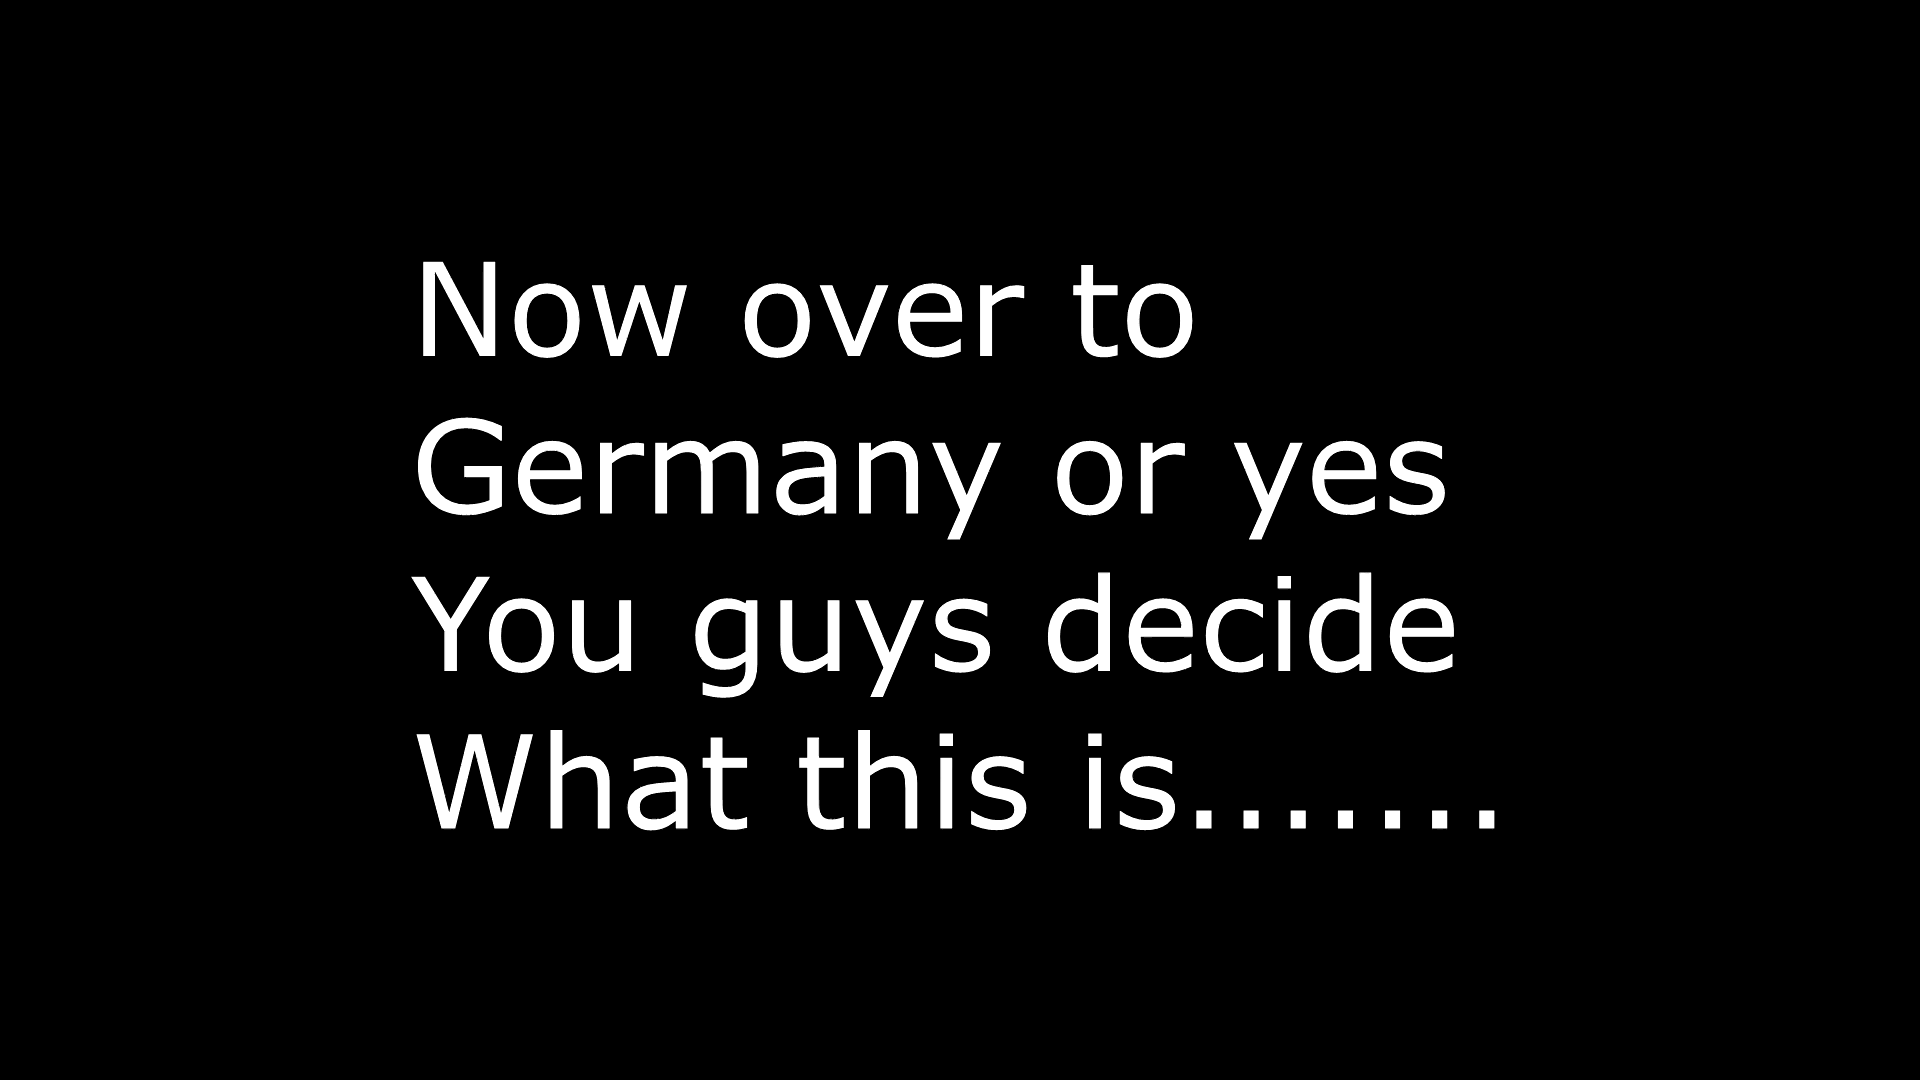 Now over to
Germany or yes
You guys decide
What this is.......